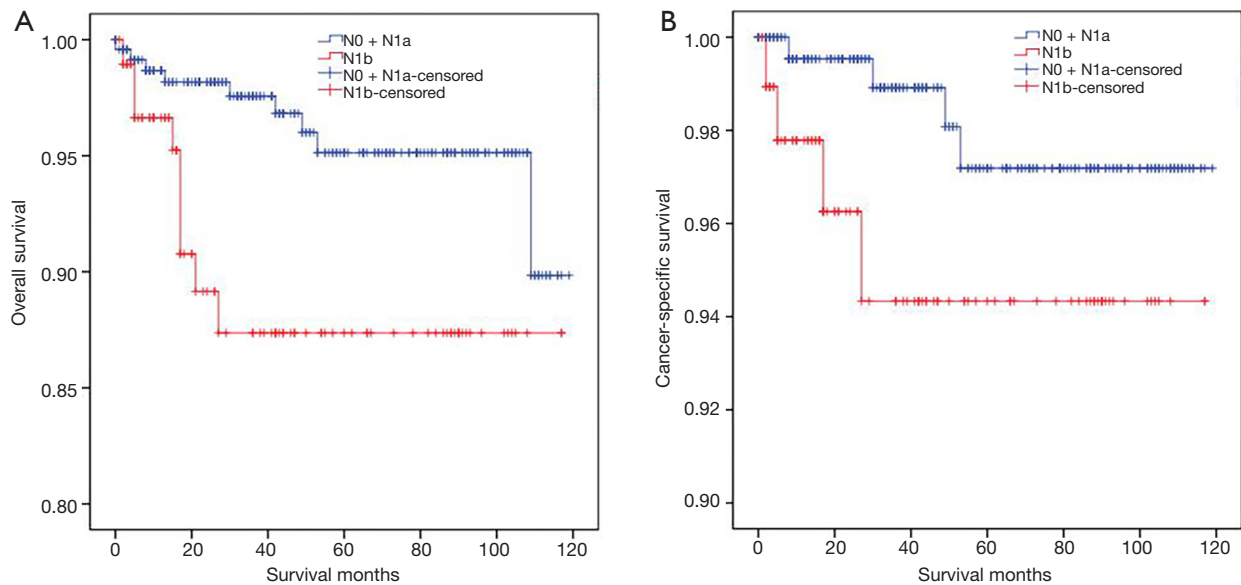 A
1.00
0.95
0.90
0.85
0.80
Overall survival
N0 + N1a
N1b
N0 + N1a-censored
N1b-censored
0 20 40 60 80 100 120
Survival months
B
1.00
0.98
0.96
0.94
0.92
0.90
Cancer-specific survival
N0 + N1a
N1b
N0 + N1a-censored
N1b-censored
0 20 40 60 80 100 120
Survival months